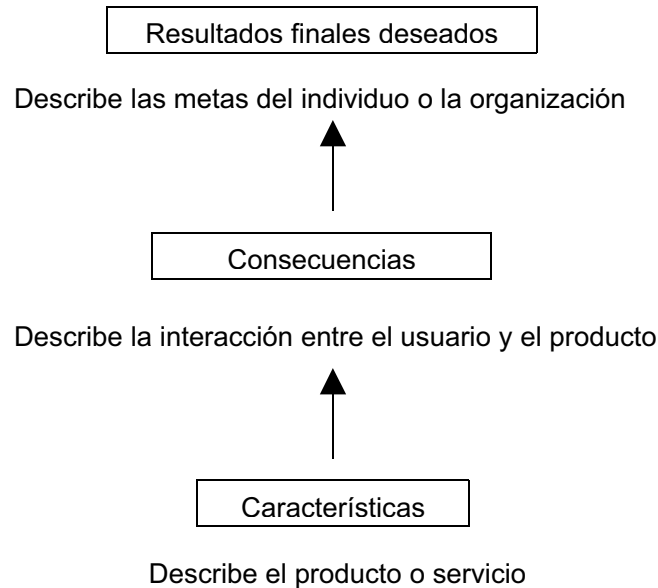 Resultados finales deseados
Describe las metas del individuo o la organización
Consecuencias
Describe la interacción entre el usuario y el producto
Características
Describe el producto o servicio